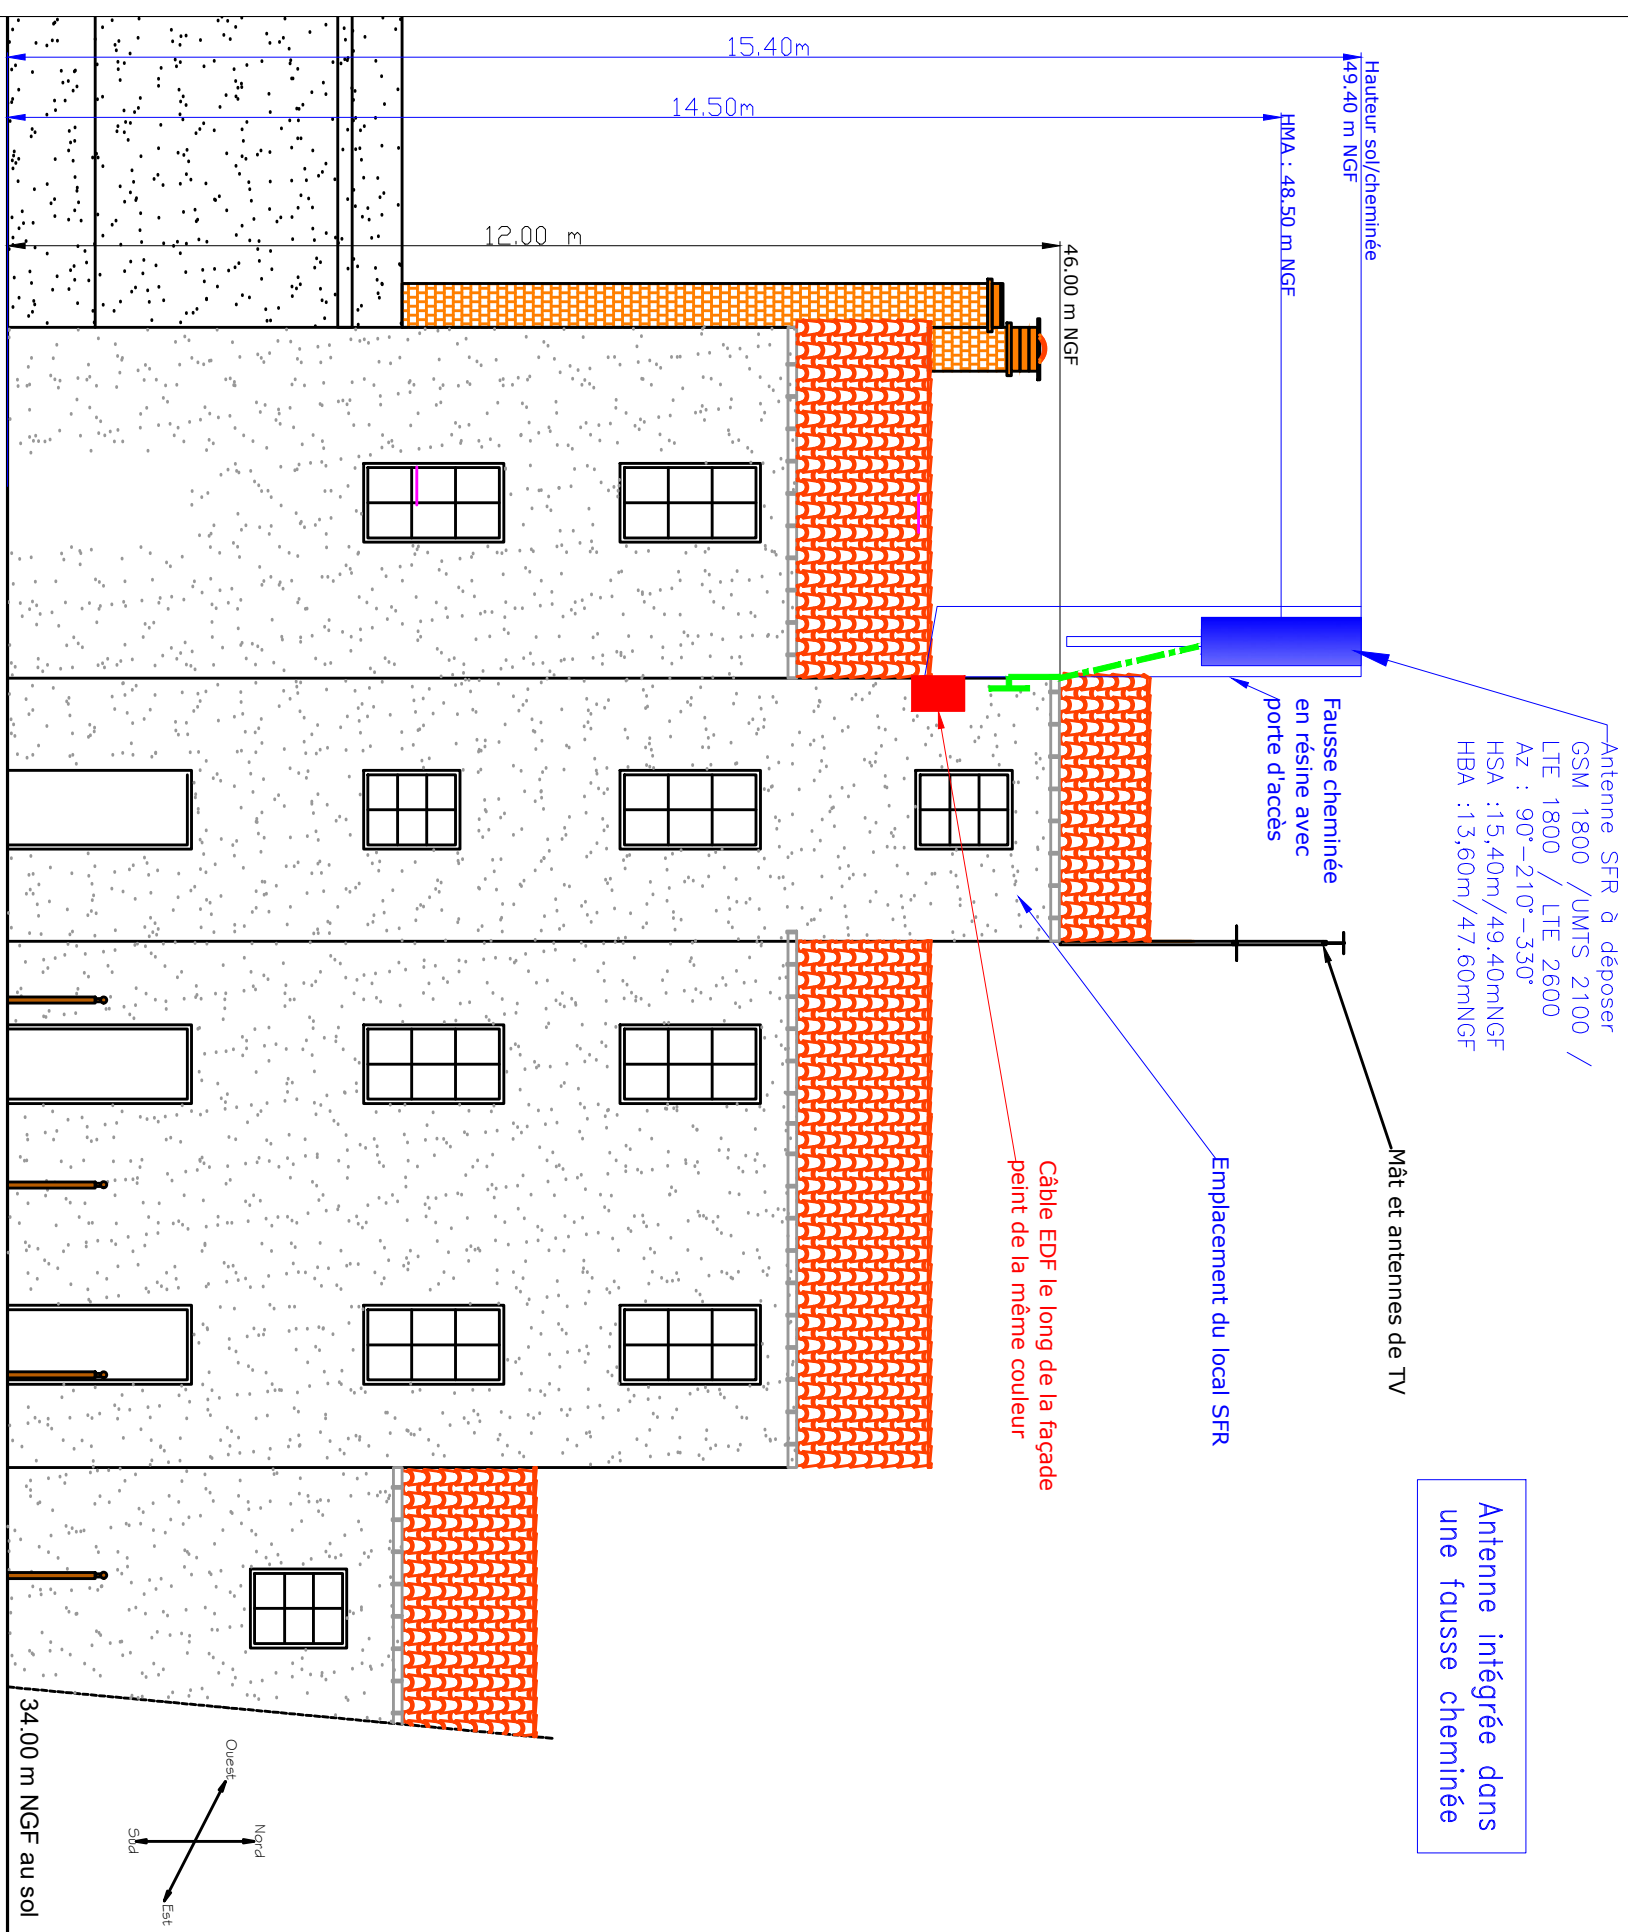 Antenne SFR à déposer
GSM 1800 /UMTS 2100 /
LTE 1800 / LTE 2600
Az : 90°-210°-330°
HSA :15,40m/49.40mNGF
HBA :13,60m/47.60mNGF
Antenne intégrée dans
une fausse cheminée
Hauteur sol/cheminée
49.40 m NGF
HMA : 48.50 m NGF
Fausse cheminée
en résine avec
porte d'accès
Mât et antennes de TV
15.40m
14.50m
12.00 m
46.00 m NGF
Emplacement du local SFR
Câble EDF le long de la façade
peint de la même couleur
Nord
Ouest
Est
Sud
34.00 m NGF au sol